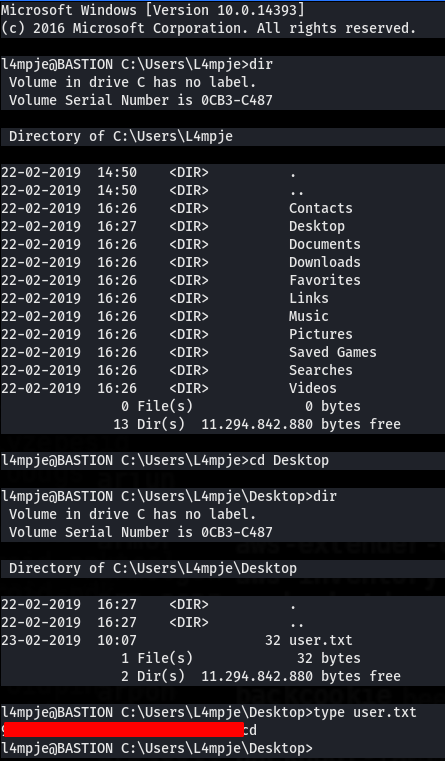 Microsoft Windows [Version 10.0.14393]
(c) 2016 Microsoft Corporation. All rights reserved.
l4mpje@BASTION C:\Users\L4mpje>dir
 Volume in drive C has no label.
 Volume Serial Number is 0CB3-C487
 Directory of C:\Users\L4mpje
22-02-2019  14:50    <DIR>          .
22-02-2019  14:50    <DIR>          ..
22-02-2019  16:26    <DIR>          Contacts
22-02-2019  16:27    <DIR>          Desktop
22-02-2019  16:26    <DIR>          Documents
22-02-2019  16:26    <DIR>          Downloads
22-02-2019  16:26    <DIR>          Favorites
22-02-2019  16:26    <DIR>          Links
22-02-2019  16:26    <DIR>          Music
22-02-2019  16:26    <DIR>          Pictures
22-02-2019  16:26    <DIR>          Saved Games
22-02-2019  16:26    <DIR>          Searches
22-02-2019  16:26    <DIR>          Videos
               0 File(s)              0 bytes
              13 Dir(s)  11.294.842.880 bytes free
l4mpje@BASTION C:\Users\L4mpje>cd Desktop
l4mpje@BASTION C:\Users\L4mpje\Desktop>dir
 Volume in drive C has no label.
 Volume Serial Number is 0CB3-C487
 Directory of C:\Users\L4mpje\Desktop
22-02-2019  16:27    <DIR>          .
22-02-2019  16:27    <DIR>          ..
23-02-2019  10:07                32 user.txt
               1 File(s)             32 bytes
               2 Dir(s)  11.294.842.880 bytes free
l4mpje@BASTION C:\Users\L4mpje\Desktop>type user.txt
cd
l4mpje@BASTION C:\Users\L4mpje\Desktop>